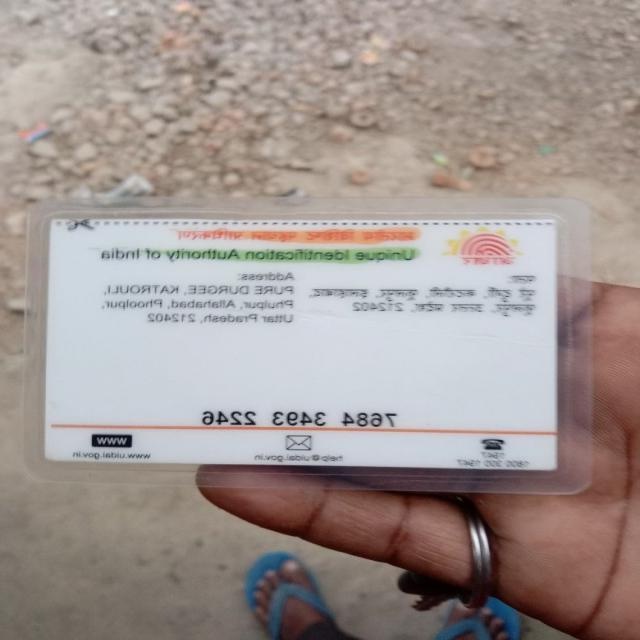 भारतीय विशिष्ट पहचान प्राधिकरण
Unique Identification Authority of India
आधार
पता:
फूलपुर, इलाहाबाद,
फूलपुर, उत्तर प्रदेश, 212402
Address:
PURE DURGEE, KATROULI,
Phulpur, Allahabad, Phoolpur,
Uttar Pradesh, 212402
7684 3493 2246
1947
1800 300 1947
help@uidai.gov.in
WWW
www.uidai.gov.in